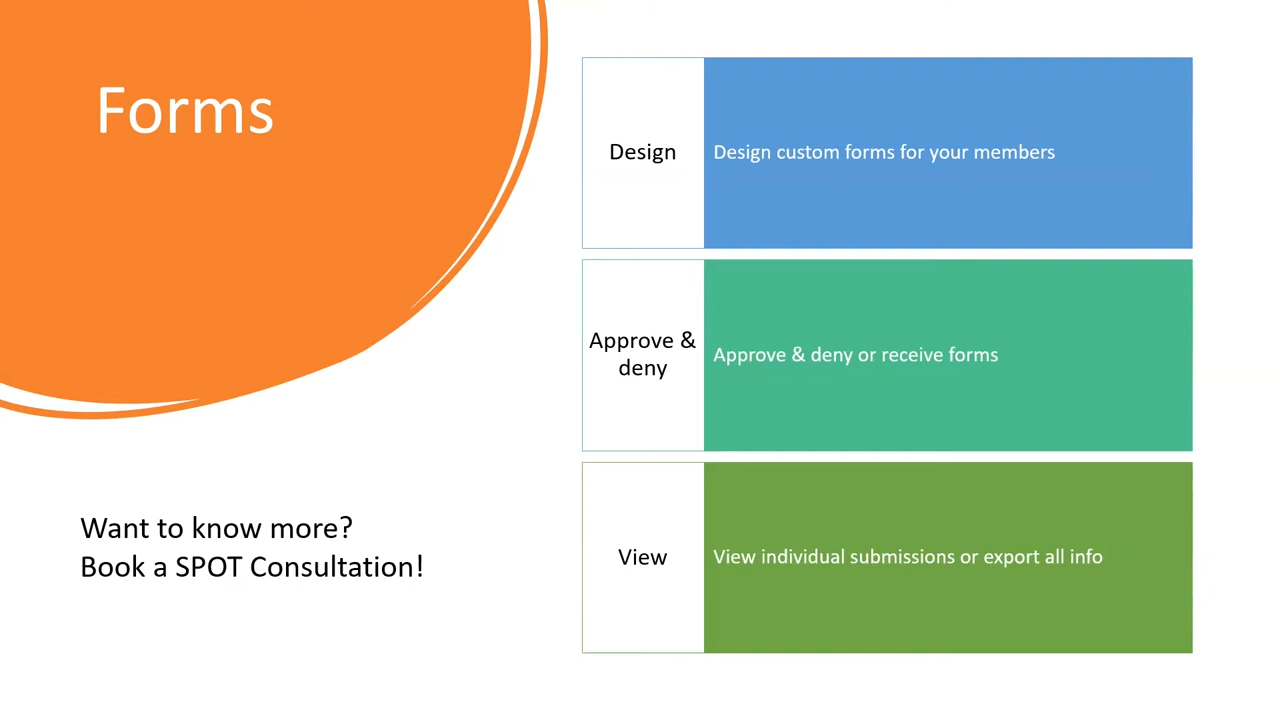 Forms
Design
Design custom forms for your members
Approve &
deny
Approve & deny or receive forms
View
View individual submissions or export all info
Want to know more?
Book a SPOT Consultation!